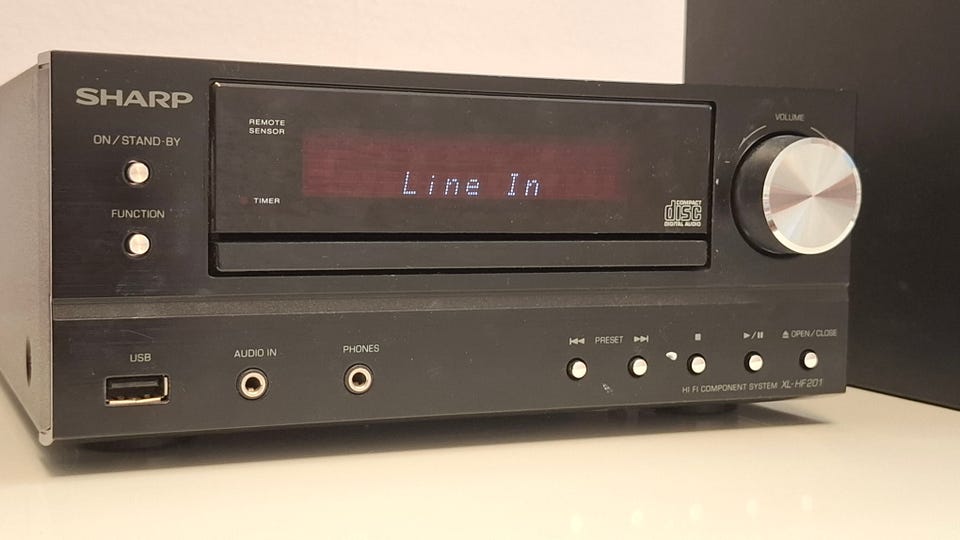 SHARP
ON/STAND-BY
FUNCTION
REMOTE
SENSOR
TIMER
Line In
COMPACT
disc
DIGITAL AUDIO
VOLUME
USB
AUDIO IN
PHONES
PRESET
OPEN/CLOSE
HI FI COMPONENT SYSTEM XL-HF201